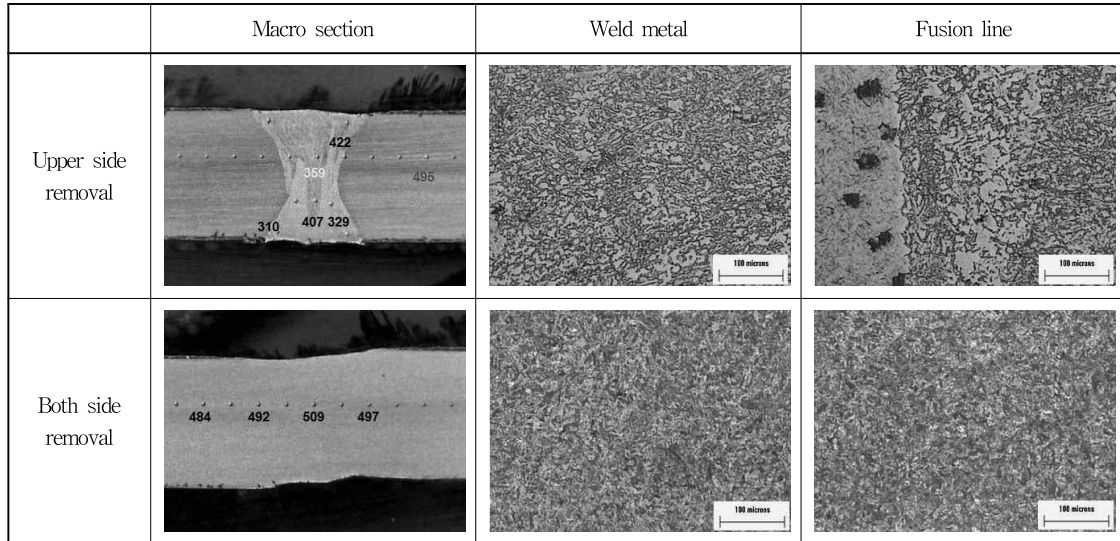 Macro section
Weld metal
Fusion line
Upper side
removal
422
359
495
310
407
329
100 microns
100 microns
Both side
removal
484
492
509
497
100 microns
100 microns